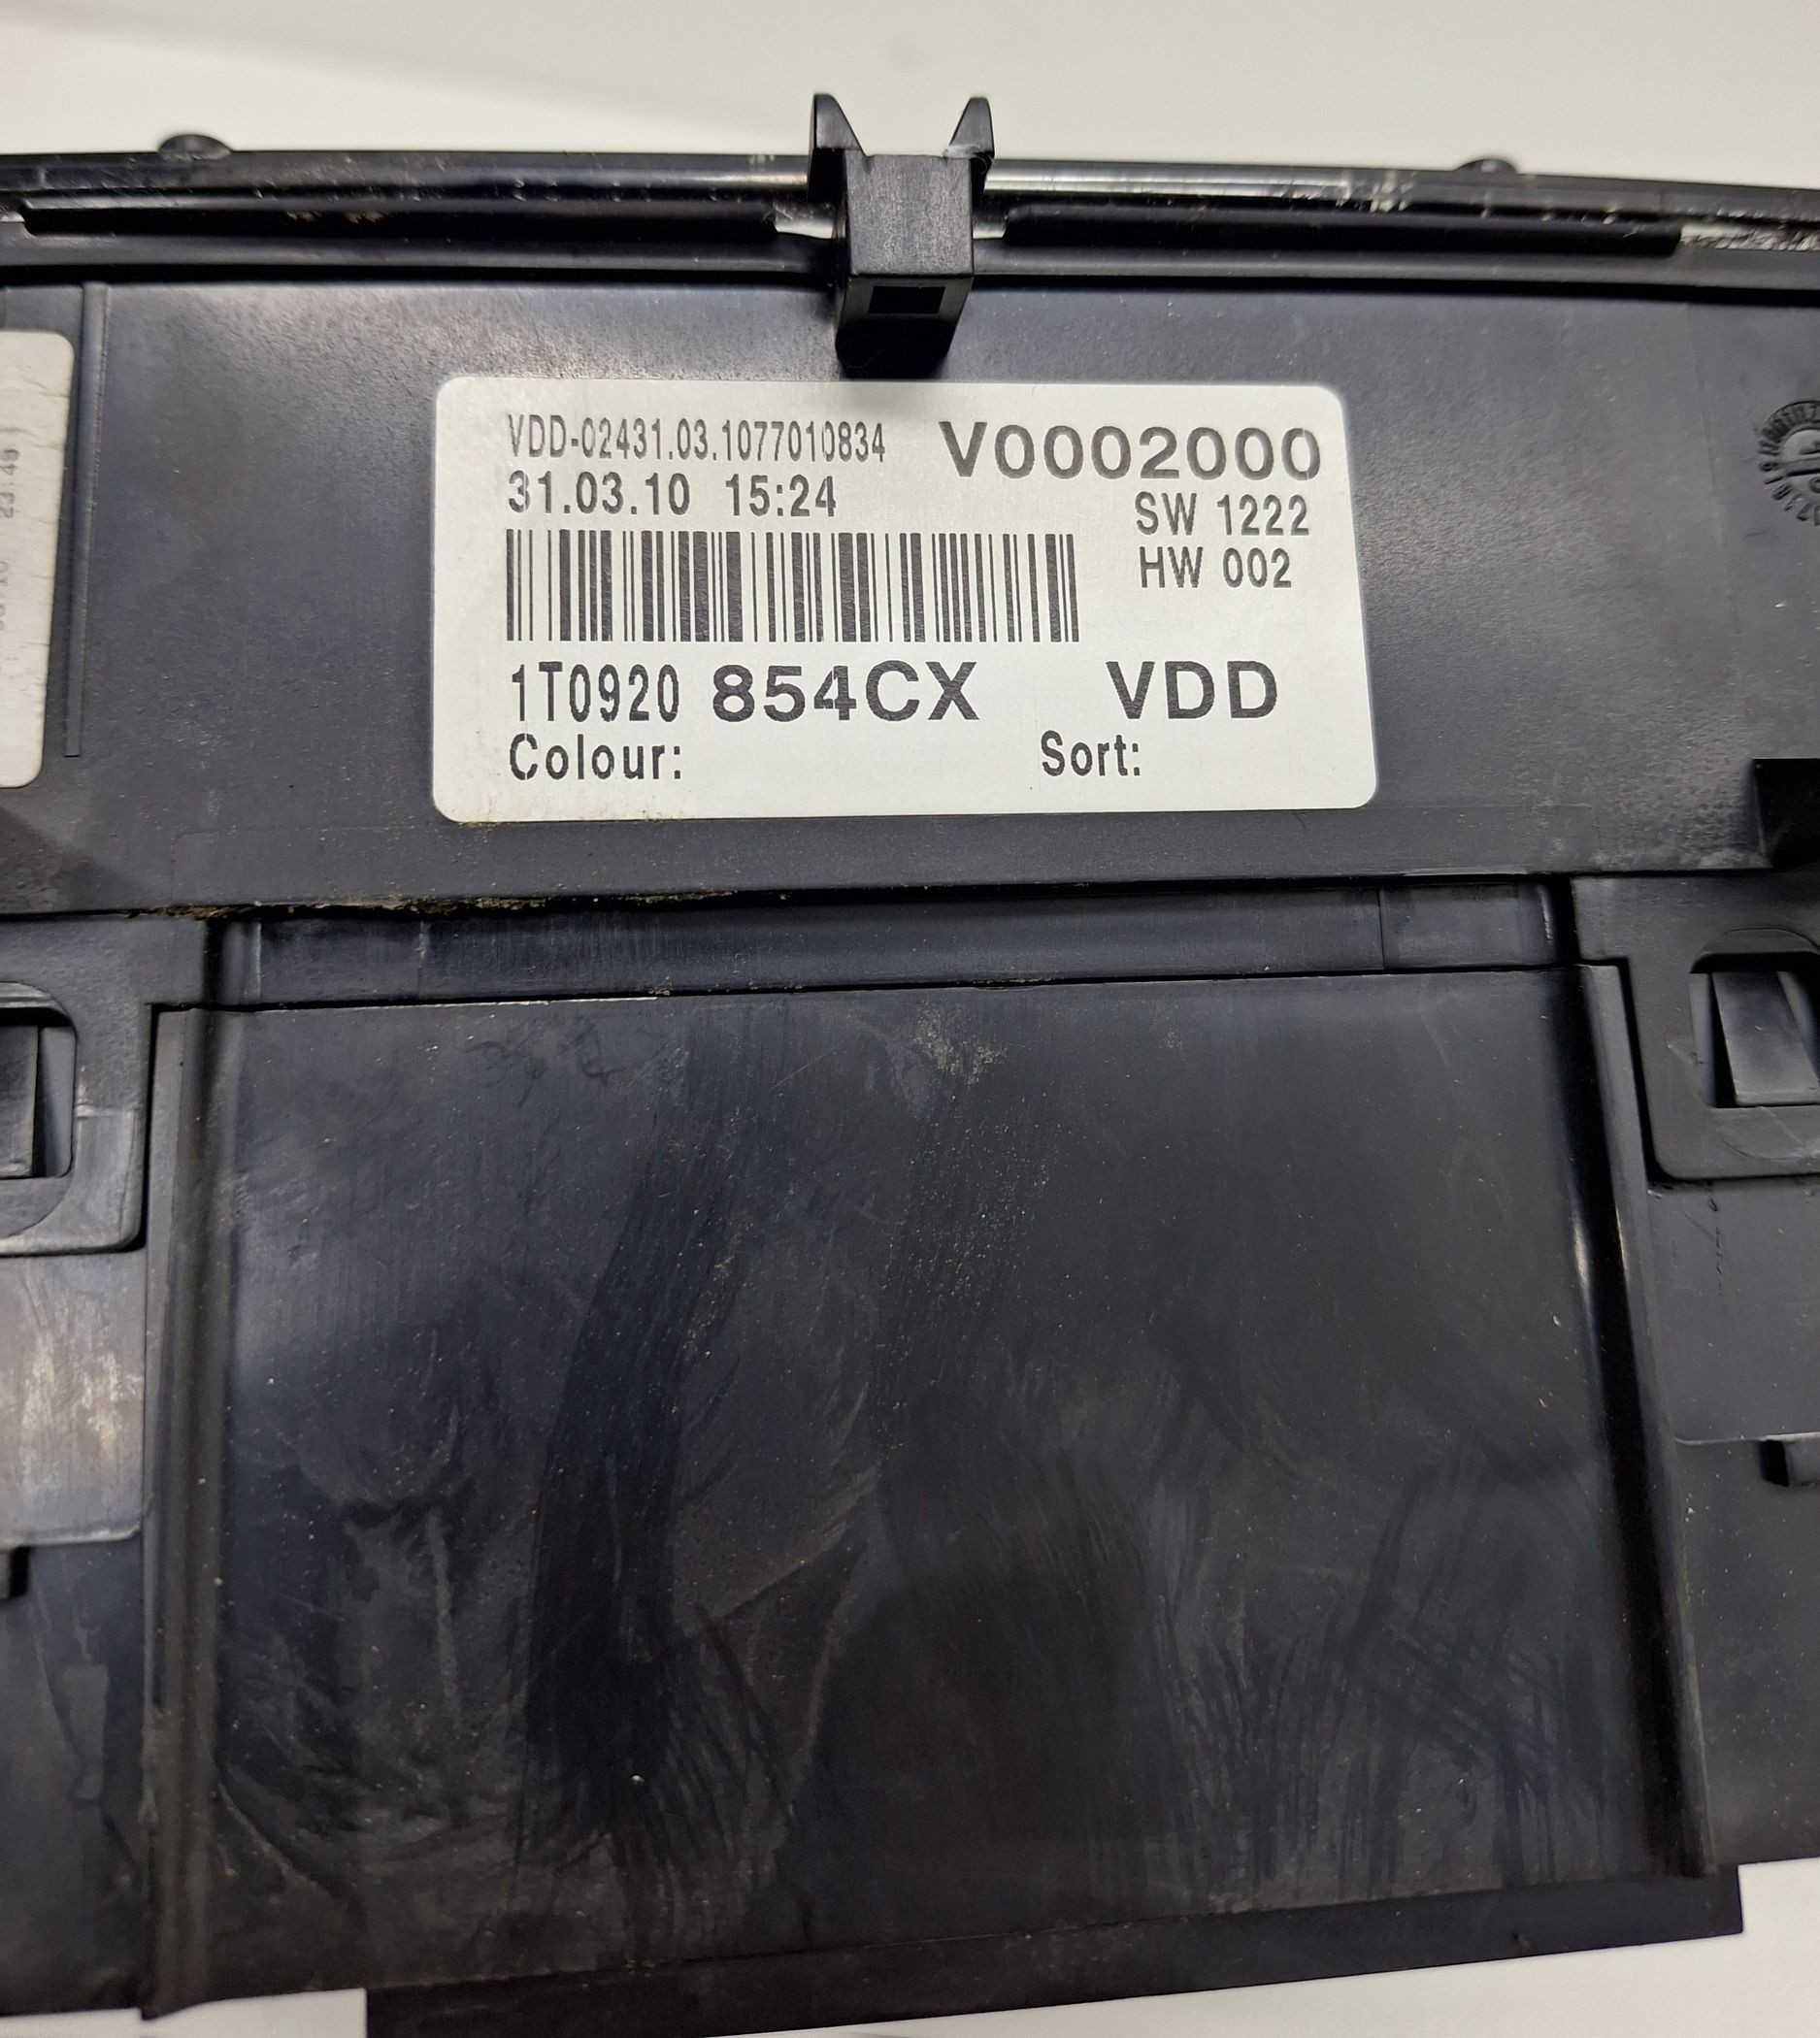 VDD-02431.03.1077010834 V0002000
31.03.10 15:24 SW 1222
HW 002
1T0920 854CX VDD
Colour: Sort: